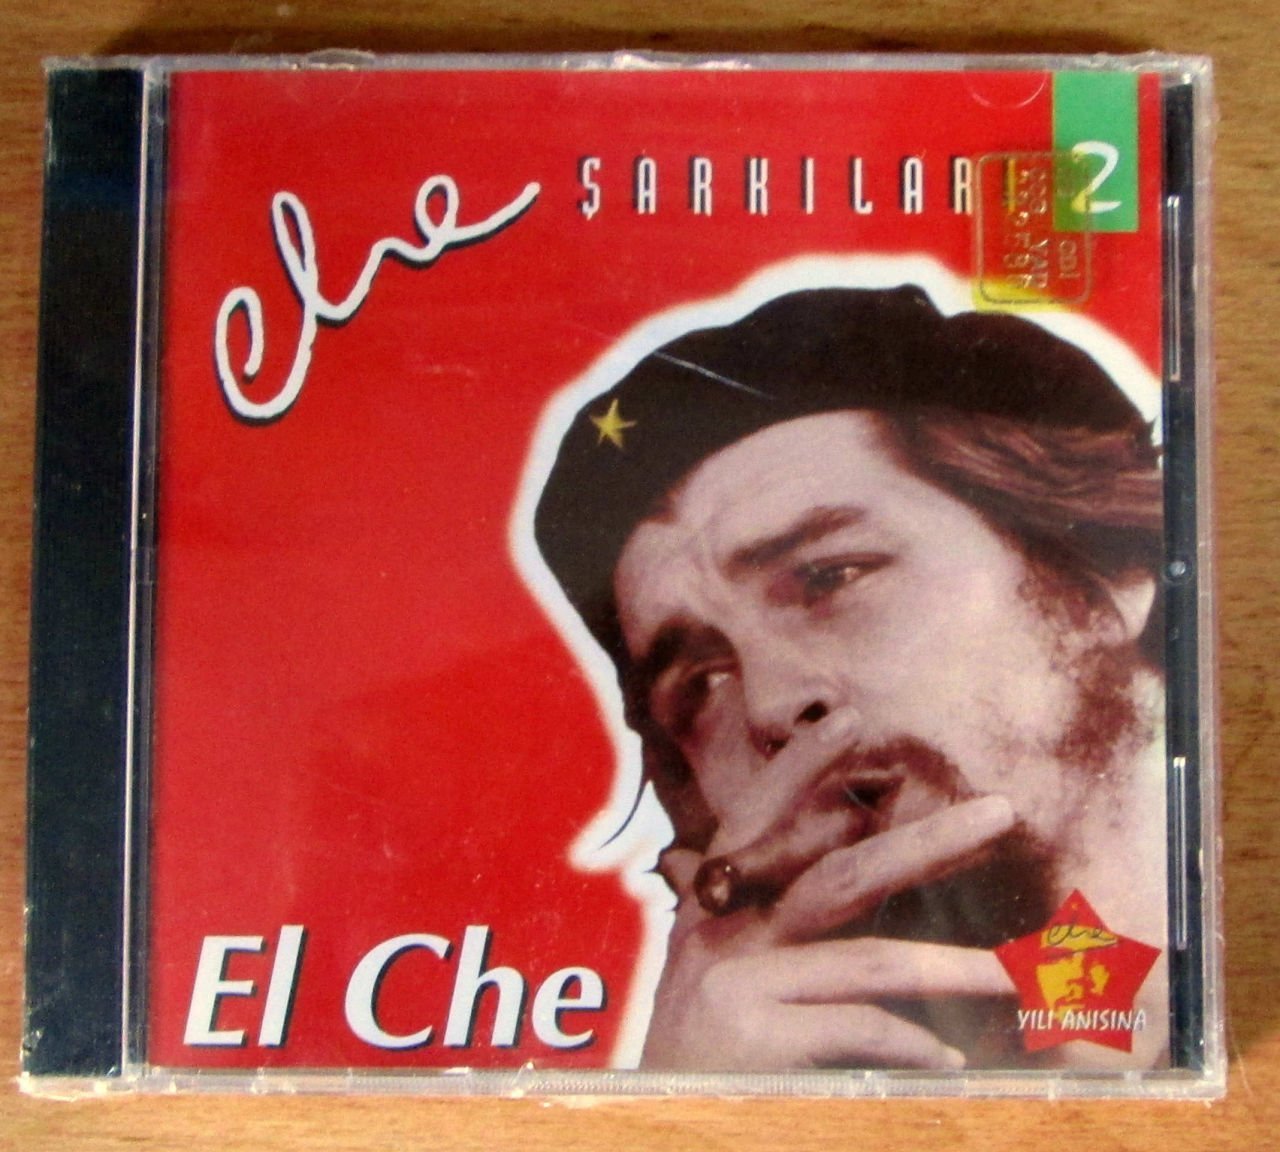 Che ŞARKILAR
2
El Che
Che
YILI ANISINA